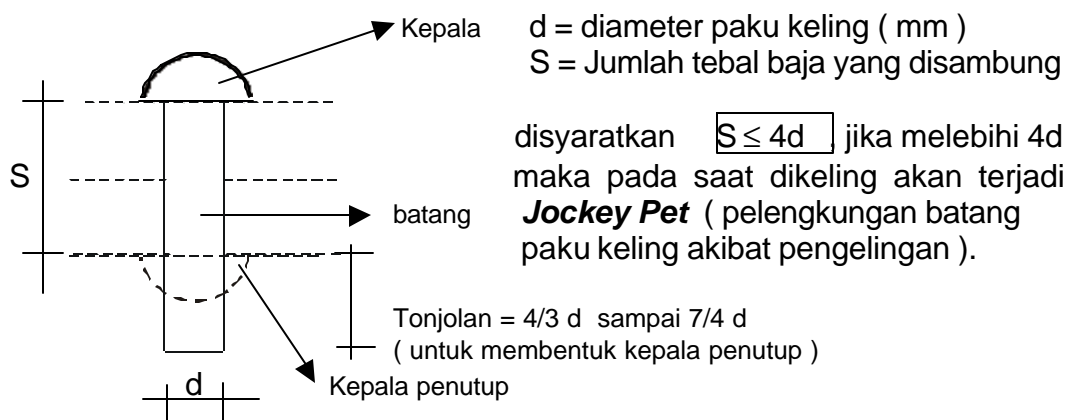 Kepala
d = diameter paku keling ( mm )
S = Jumlah tebal baja yang disambung
disyaratkan S ≤ 4d , jika melebihi 4d
maka pada saat dikeling akan terjadi
Jockey Pet ( pelengkungan batang
paku keling akibat pengelingan ).
S
batang
Tonjolan = 4/3 d sampai 7/4 d
( untuk membentuk kepala penutup )
Kepala penutup
d